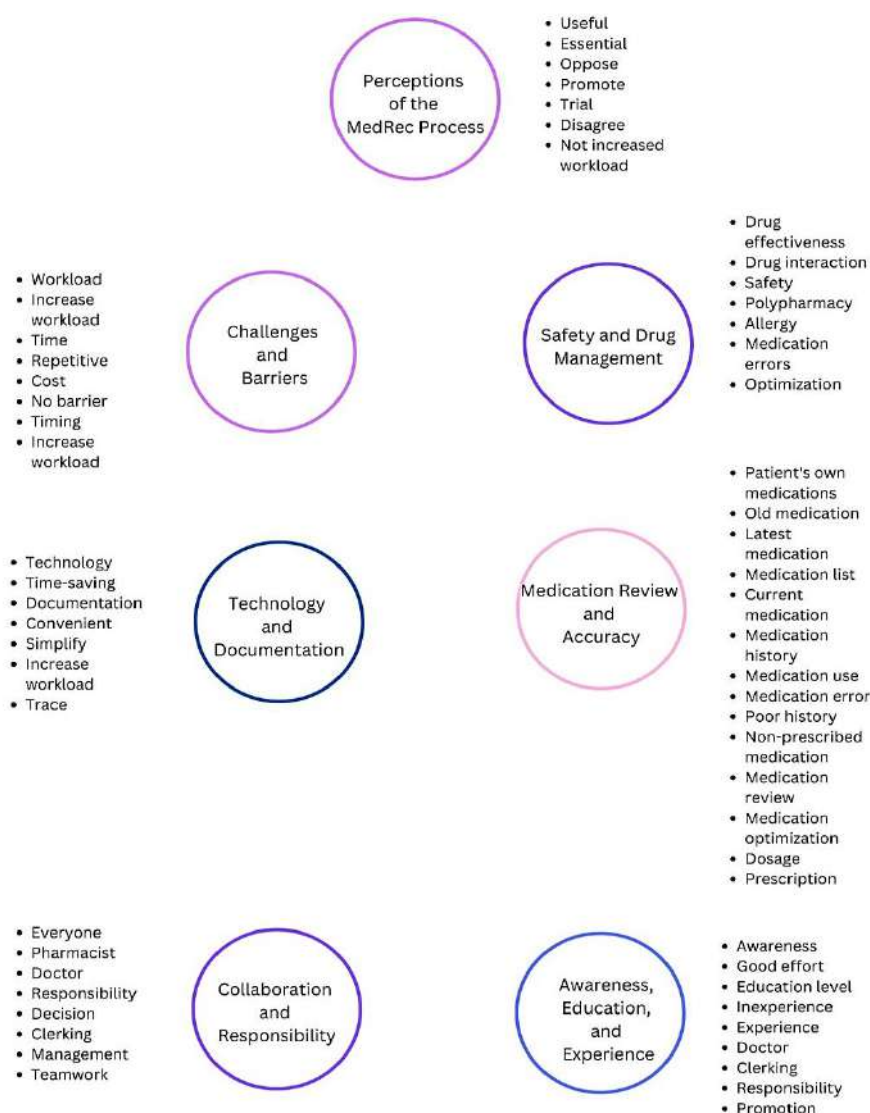 Perceptions
of the
MedRec Process
• Useful
• Essential
• Oppose
• Promote
• Trial
• Disagree
• Not increased
workload
• Workload
• Increase
workload
• Time
• Repetitive
• Cost
• No barrier
• Timing
• Increase
workload
Challenges
and
Barriers
Safety and Drug
Management
• Drug
effectiveness
• Drug interaction
• Safety
• Polypharmacy
• Allergy
• Medication
errors
• Optimization
• Technology
• Time-saving
• Documentation
• Convenient
• Simplify
• Increase
workload
• Trace
Technology
and
Documentation
Medication Review
and
Accuracy
• Patient's own
medications
• Old medication
• Latest
medication
• Medication list
• Current
medication
• Medication
history
• Medication use
• Medication error
• Poor history
• Non-prescribed
medication
• Medication
review
• Medication
optimization
• Dosage
• Prescription
• Everyone
• Pharmacist
• Doctor
• Responsibility
• Decision
• Clerking
• Management
• Teamwork
Collaboration
and
Responsibility
Awareness,
Education,
and
Experience
• Awareness
• Good effort
• Education level
• Inexperience
• Experience
• Doctor
• Clerking
• Responsibility
• Promotion